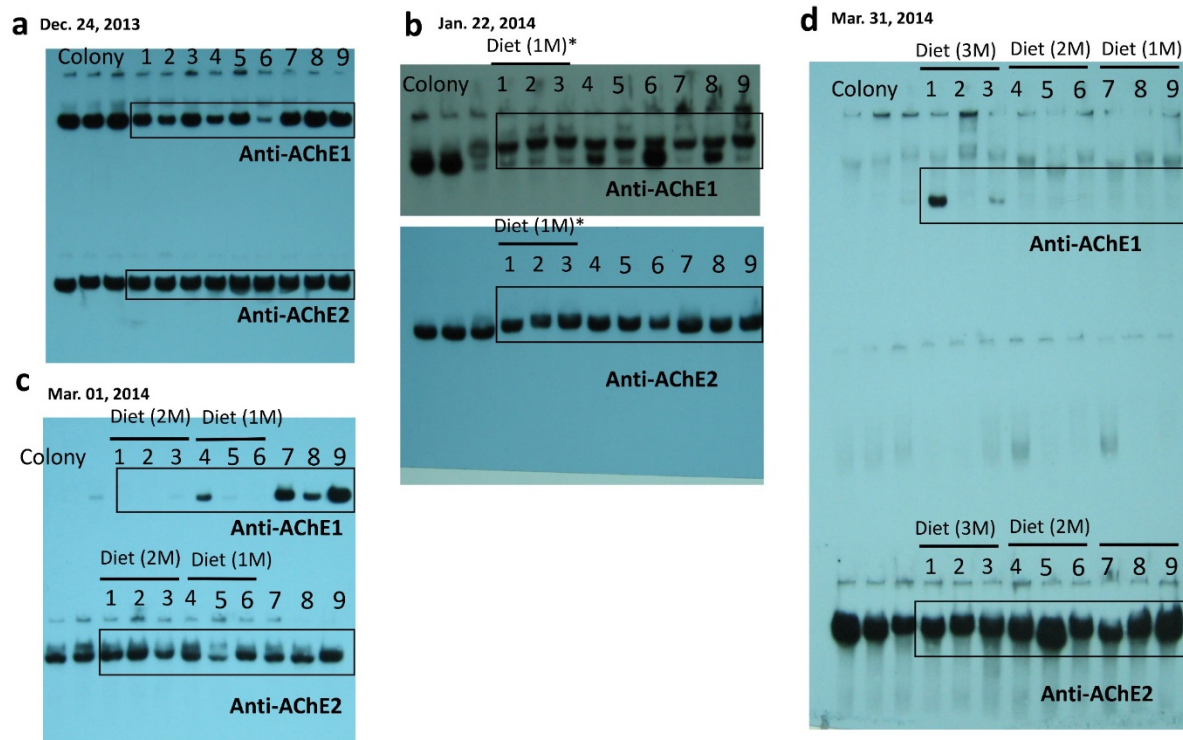 a Dec. 24, 2013
Colony 1 2 3 4 5 6 7 8 9
Anti-AChE1
Anti-AChE2
b Jan. 22, 2014
Diet (1M)*
Colony 1 2 3 4 5 6 7 8 9
Anti-AChE1
Diet (1M)*
1 2 3 4 5 6 7 8 9
Anti-AChE2
c Mar. 01, 2014
Diet (2M) Diet (1M)
Colony 1 2 3 4 5 6 7 8 9
Anti-AChE1
Diet (2M) Diet (1M)
1 2 3 4 5 6 7 8 9
Anti-AChE2
d Mar. 31, 2014
Diet (3M) Diet (2M) Diet (1M)
Colony 1 2 3 4 5 6 7 8 9
Anti-AChE1
Diet (3M) Diet (2M)
1 2 3 4 5 6 7 8 9
Anti-AChE2